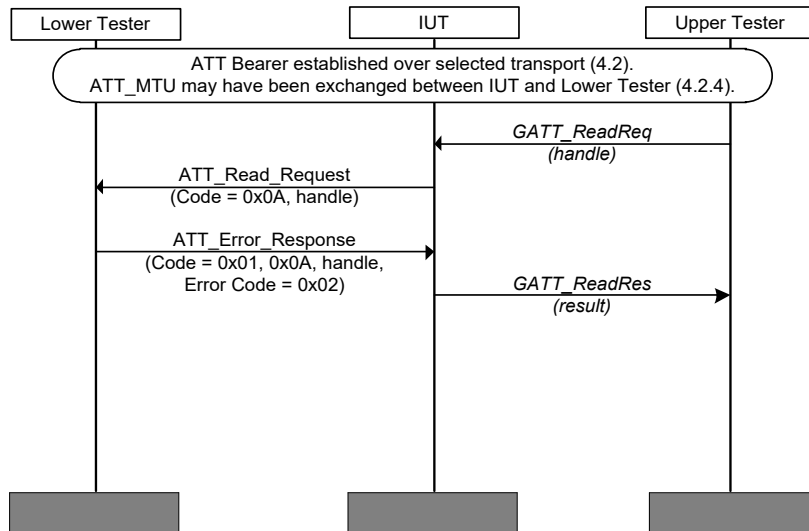 Lower Tester
IUT
Upper Tester
ATT Bearer established over selected transport (4.2).
ATT_MTU may have been exchanged between IUT and Lower Tester (4.2.4).
GATT_ReadReq
(handle)
ATT_Read_Request
(Code = 0x0A, handle)
ATT_Error_Response
(Code = 0x01, 0x0A, handle,
Error Code = 0x02)
GATT_ReadRes
(result)